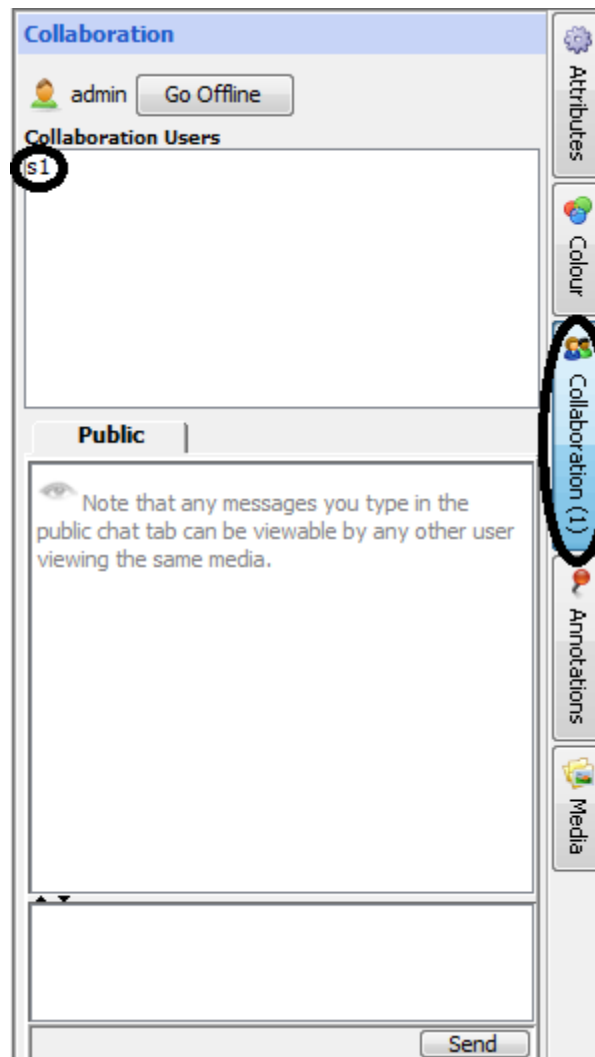 Collaboration
admin Go Offline
Collaboration Users
s1
Public
Note that any messages you type in the
public chat tab can be viewable by any other user
viewing the same media.
Send
Attributes
Colour
Collaboration (1)
Annotations
Media